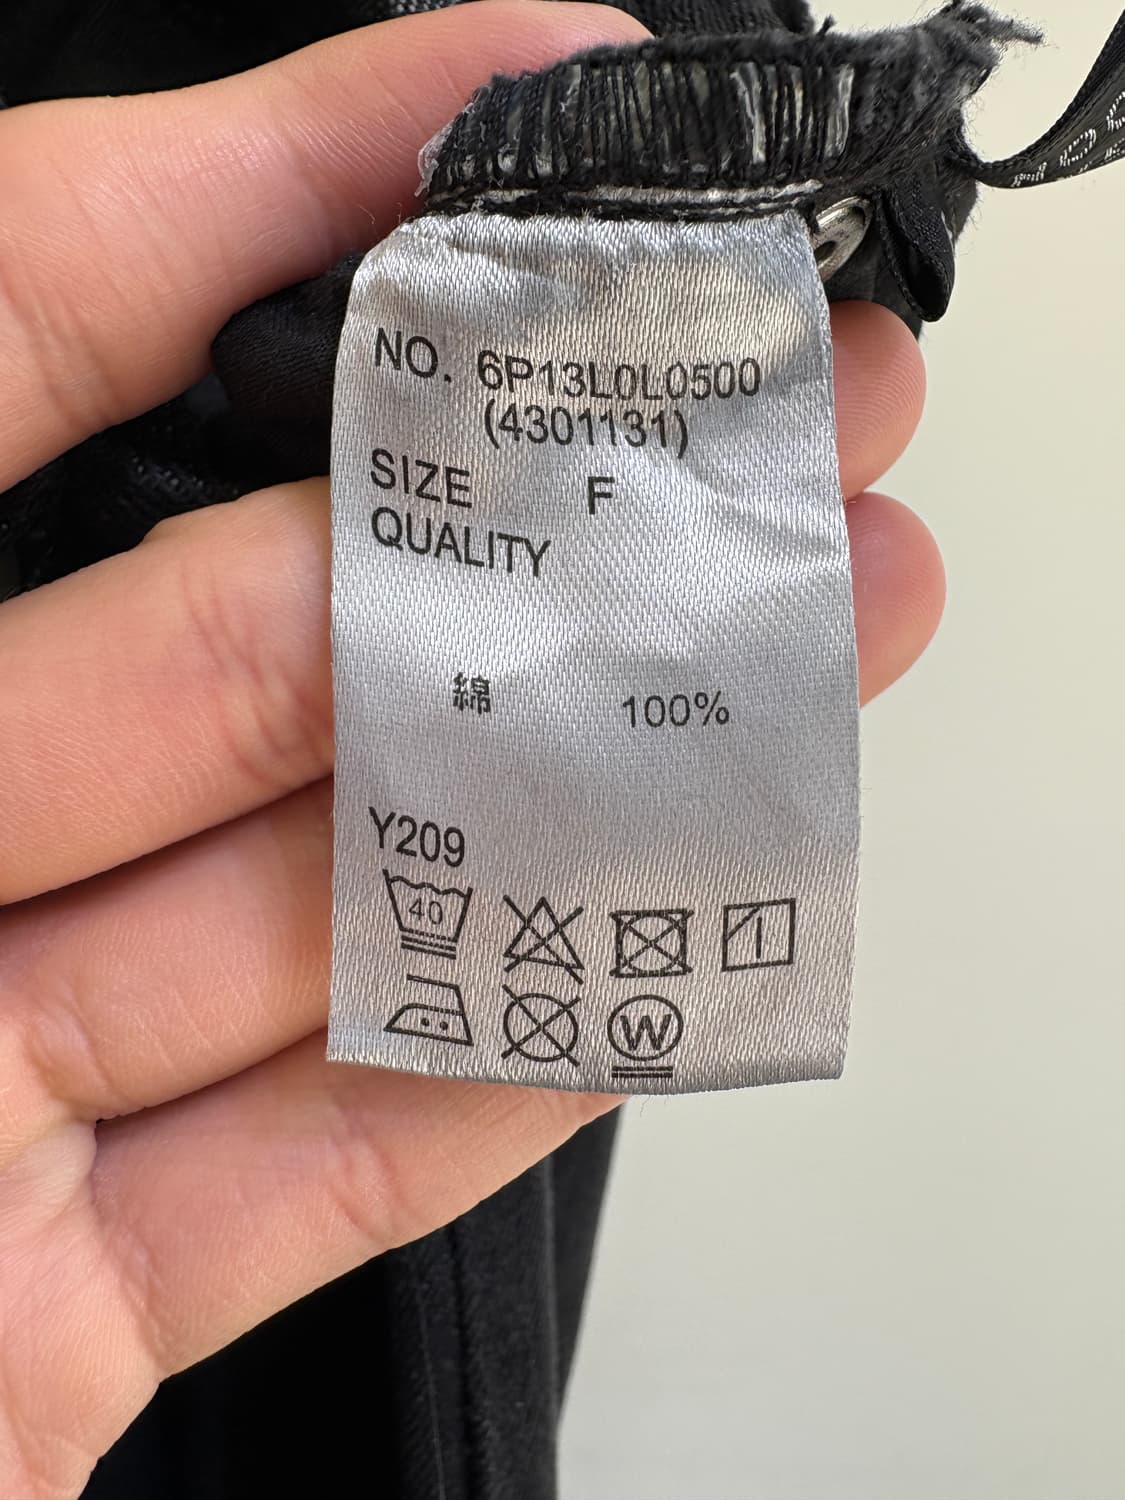 NO. 6P13L0L0500
(4301131)
SIZE F
QUALITY
綿 100%
Y209
40
W